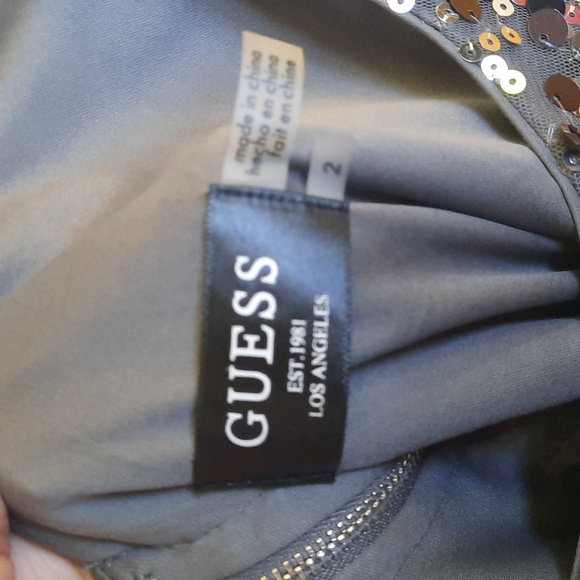 made in china
hecho en china
fait en chine
2
GUESS
EST.1981
LOS ANGELES